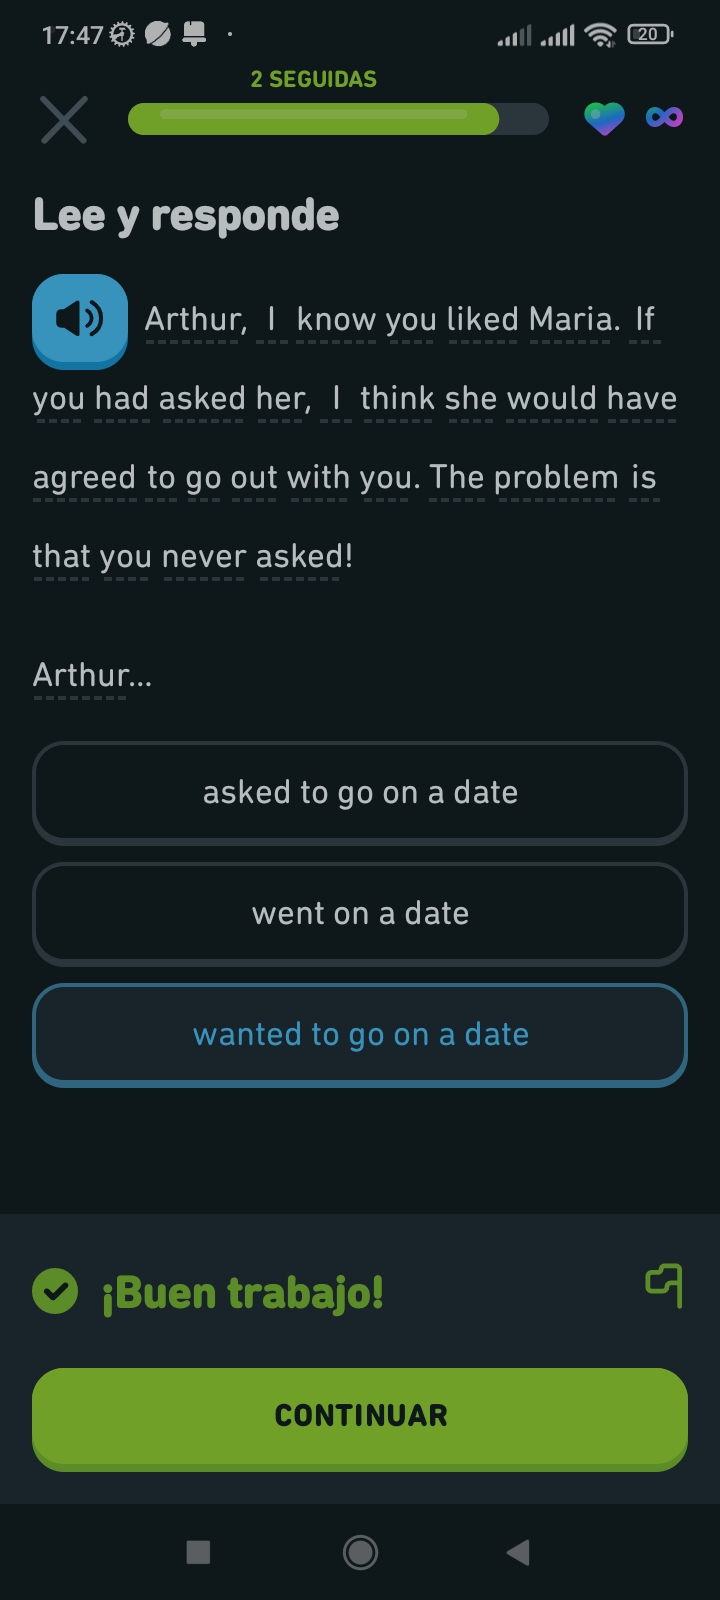 17:47
20
2 SEGUIDAS
Lee y responde
Arthur, I know you liked Maria. If
you had asked her, I think she would have
agreed to go out with you. The problem is
that you never asked!
Arthur...
asked to go on a date
went on a date
wanted to go on a date
¡Buen trabajo!
CONTINUAR